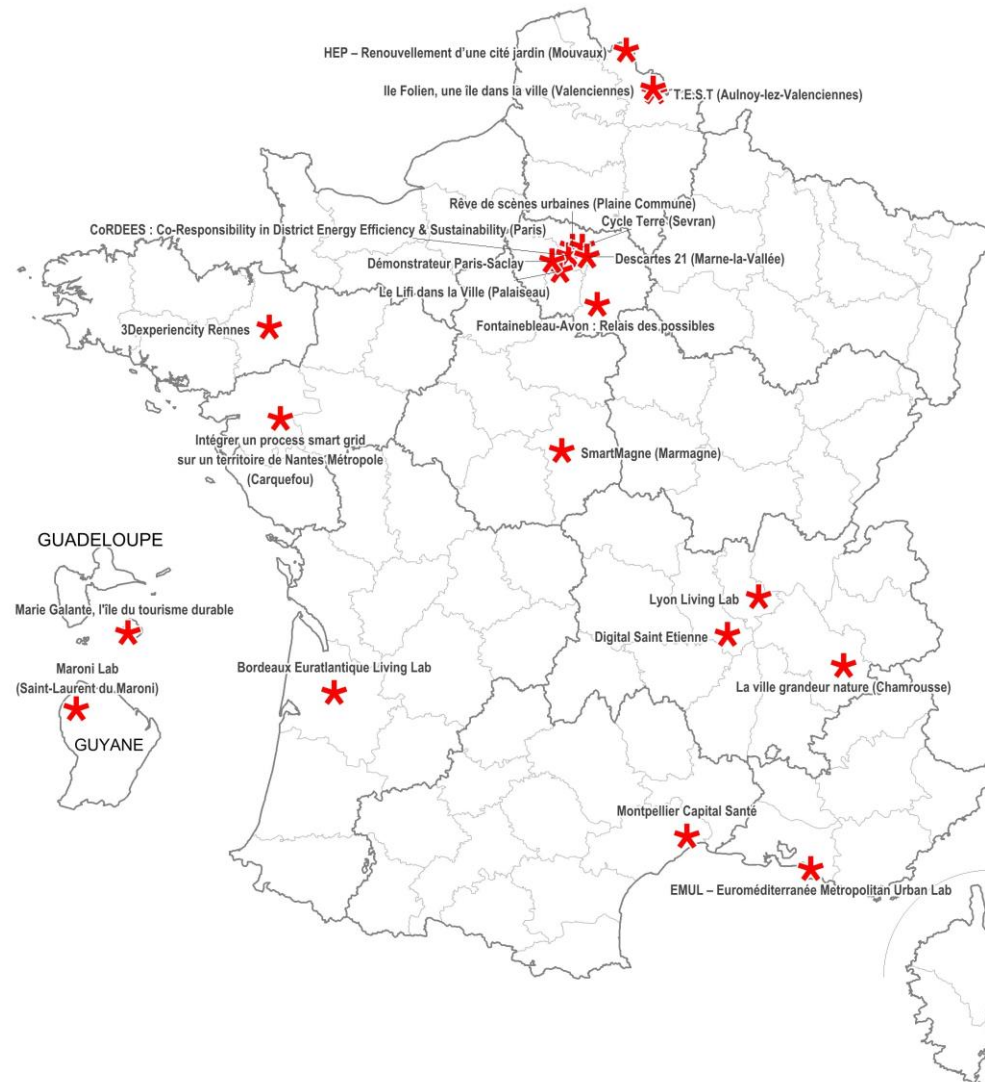 HEP – Renouvellement d'une cité jardin (Mouvaux)
Ile Folien, une île dans la ville (Valenciennes)
T.E.S.T (Aulnoy-lez-Valenciennes)
Rêve de scènes urbaines (Plaine Commune)
Cycle Terre (Sevran)
CoRDEES : Co-Responsibility in District Energy Efficiency & Sustainability (Paris)
Descartes 21 (Marne-la-Vallée)
Démonstrateur Paris-Saclay
Le Lifi dans la Ville (Palaiseau)
Fontainebleau-Avon : Relais des possibles
3Dexperiencity Rennes
Intégrer un process smart grid
sur un territoire de Nantes Métropole
(Carquefou)
SmartMagne (Marmagne)
GUADELOUPE
Marie Galante, l'île du tourisme durable
Maroni Lab
(Saint-Laurent du Maroni)
GUYANE
Lyon Living Lab
Digital Saint Etienne
Bordeaux Euratlantique Living Lab
La ville grandeur nature (Chamrousse)
Montpellier Capital Santé
EMUL – Euroméditerranée Metropolitan Urban Lab